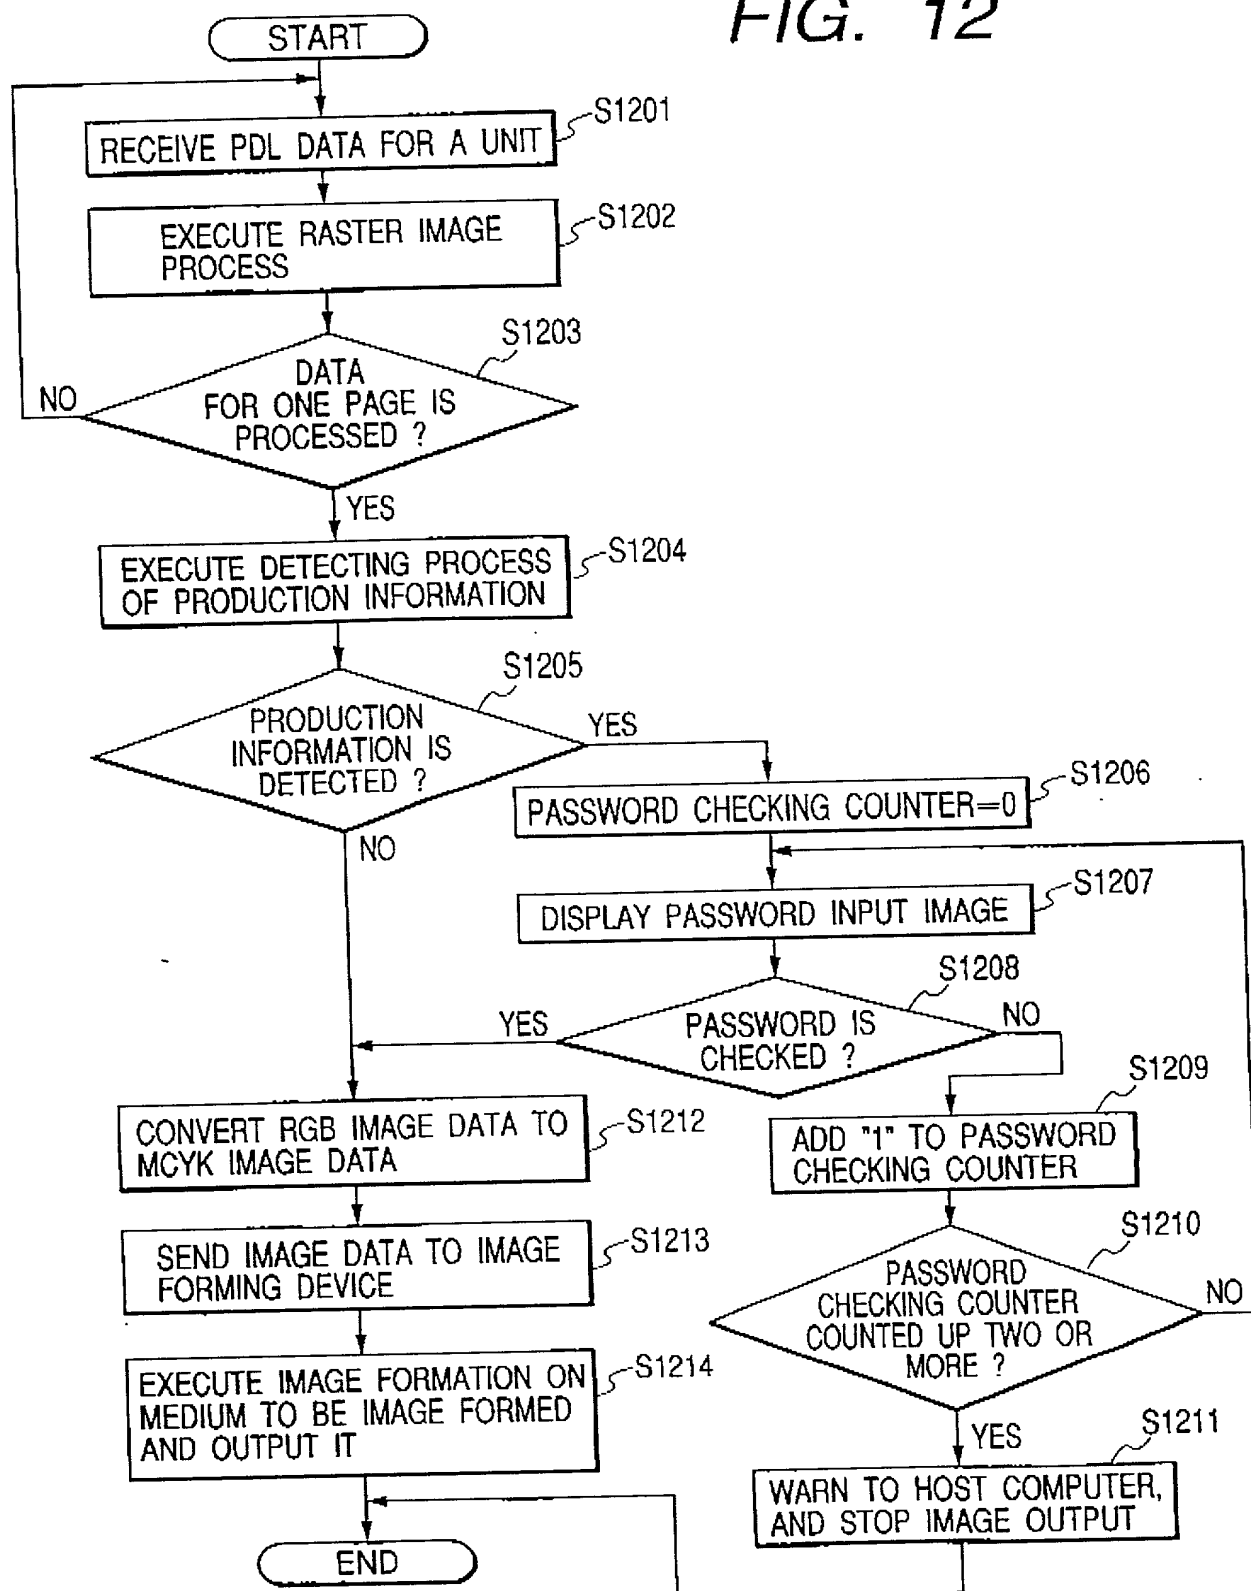 FIG. 12
START
S1201
RECEIVE PDL DATA FOR A UNIT
S1202
EXECUTE RASTER IMAGE
PROCESS
S1203
DATA
FOR ONE PAGE IS
PROCESSED ?
NO
YES
S1204
EXECUTE DETECTING PROCESS
OF PRODUCTION INFORMATION
S1205
PRODUCTION
INFORMATION IS
DETECTED ?
YES
NO
S1206
PASSWORD CHECKING COUNTER=0
S1207
DISPLAY PASSWORD INPUT IMAGE
S1208
PASSWORD IS
CHECKED ?
YES
NO
S1209
ADD "1" TO PASSWORD
CHECKING COUNTER
S1210
PASSWORD
CHECKING COUNTER
COUNTED UP TWO OR
MORE ?
NO
YES
S1211
WARN TO HOST COMPUTER,
AND STOP IMAGE OUTPUT
S1212
CONVERT RGB IMAGE DATA TO
MCYK IMAGE DATA
S1213
SEND IMAGE DATA TO IMAGE
FORMING DEVICE
S1214
EXECUTE IMAGE FORMATION ON
MEDIUM TO BE IMAGE FORMED
AND OUTPUT IT
END